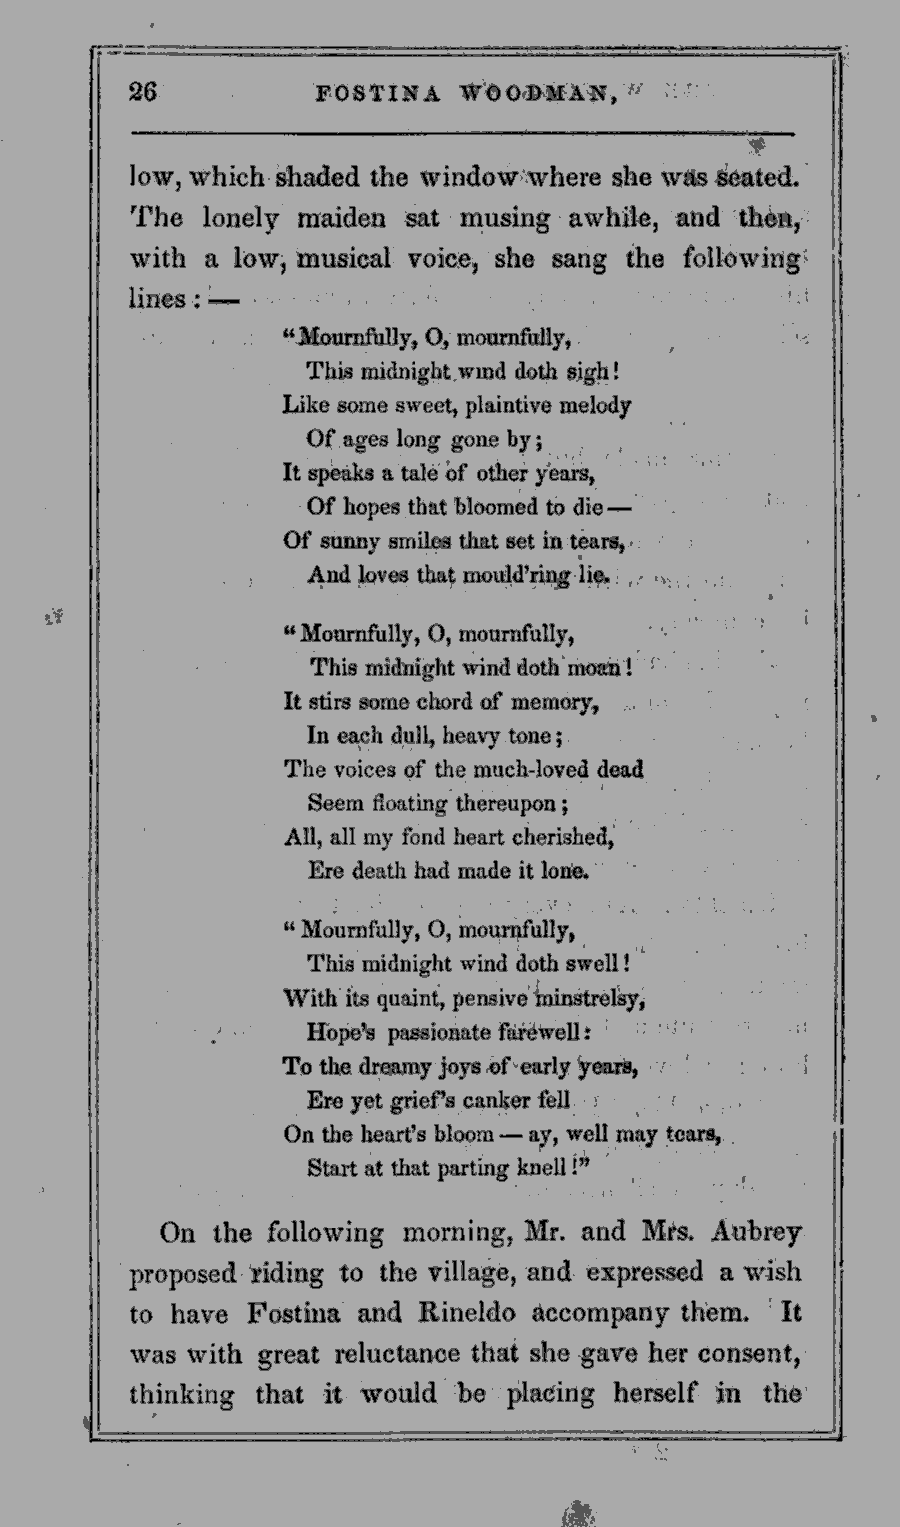 26 FOSTINA WOODMAN,
low, which shaded the window where she was seated.
The lonely maiden sat musing awhile, and then,
with a low, musical voice, she sang the following
lines : —
“Mournfully, O, mournfully,
This midnight wind doth sigh!
Like some sweet, plaintive melody
Of ages long gone by;
It speaks a tale of other years,
Of hopes that bloomed to die—
Of sunny smiles that set in tears,
And loves that mould’ring lie.
“Mournfully, O, mournfully,
This midnight wind doth moan!
It stirs some chord of memory,
In each dull, heavy tone;
The voices of the much-loved dead
Seem floating thereupon;
All, all my fond heart cherished,
Ere death had made it lone.
“Mournfully, O, mournfully,
This midnight wind doth swell!
With its quaint, pensive minstrelsy,
Hope’s passionate farewell:
To the dreamy joys of early years,
Ere yet grief’s canker fell
On the heart’s bloom — ay, well may tears,
Start at that parting knell!”
On the following morning, Mr. and Mrs. Aubrey
proposed riding to the village, and expressed a wish
to have Fostina and Rineldo accompany them. It
was with great reluctance that she gave her consent,
thinking that it would be placing herself in the